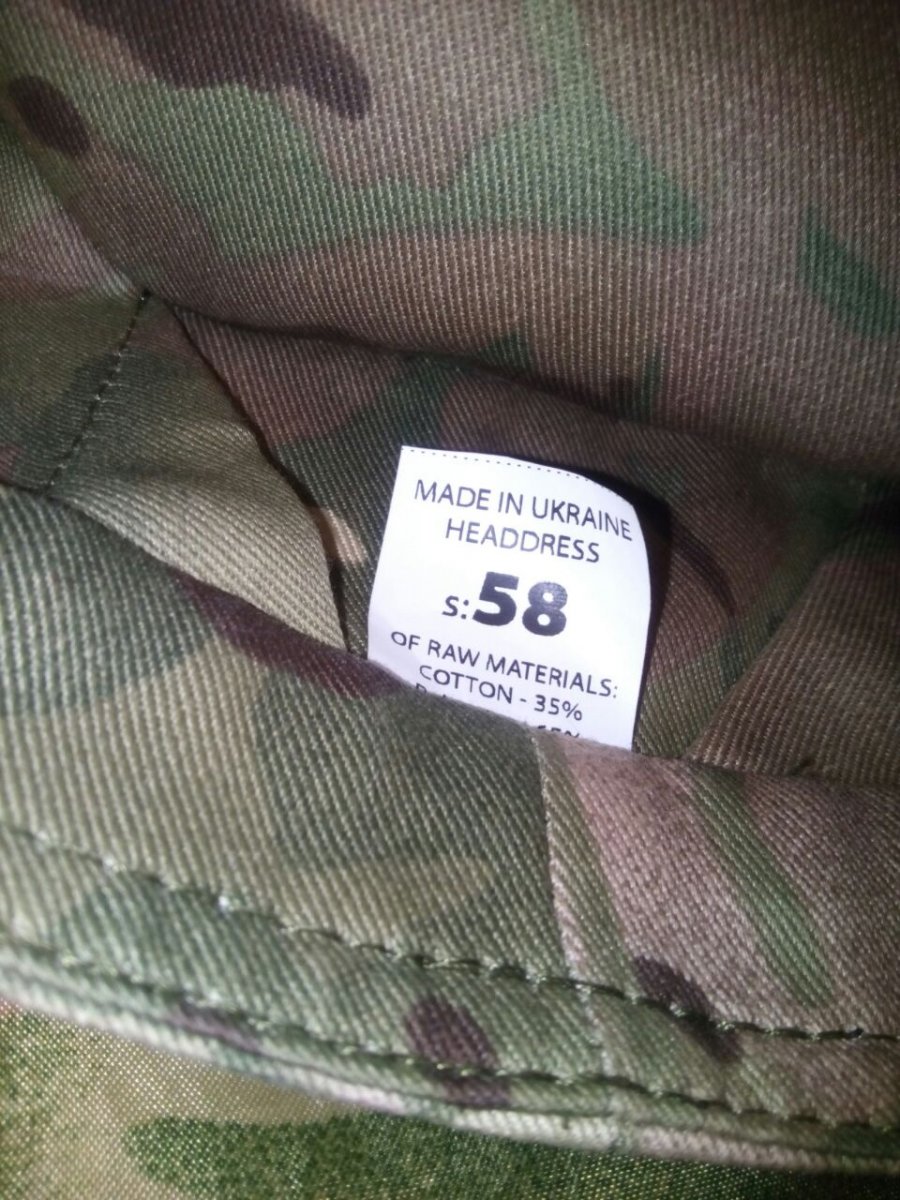 MADE IN UKRAINE
HEADDRESS
S:58
OF RAW MATERIALS:
COTTON - 35%